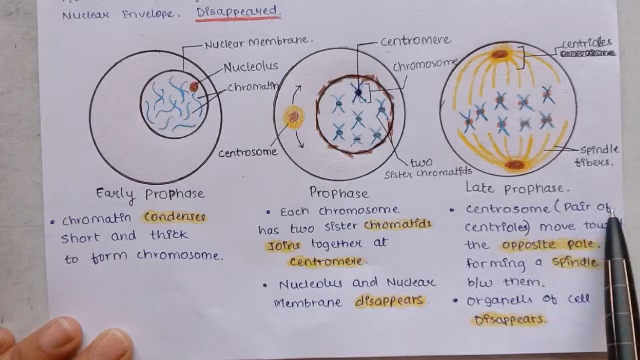 Nuclear Envelope. Disappeared.
Nuclear Membrane.
Nucleolus
Chromatin
Centrosome
Centromere
chromosome
two
sister chromatids
centrioles
spindle
fibers.
Early Prophase
• chromatin condenses
short and thick
to form chromosome.
Prophase
• Each chromosome
has two sister chromatids
Joins together at
centromere
• Nucleolus and Nuclear
Membrane disappears.
Late prophase.
• centrosome (pair of
centrioles) move
the opposite pole.
forming a spindle
b/w them.
• organells of cell
Disappears.